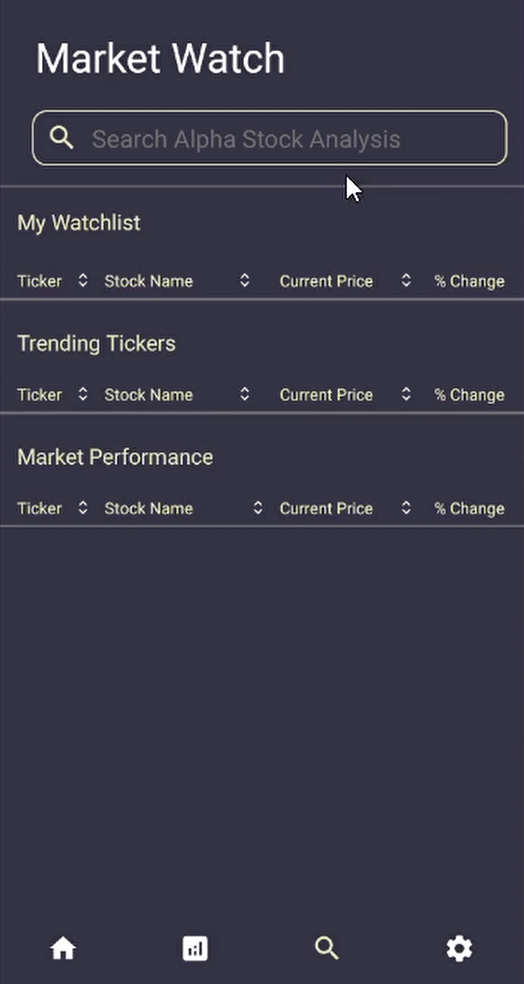 Market Watch
Search Alpha Stock Analysis
My Watchlist
Ticker Stock Name Current Price % Change
Trending Tickers
Ticker Stock Name Current Price % Change
Market Performance
Ticker Stock Name Current Price % Change